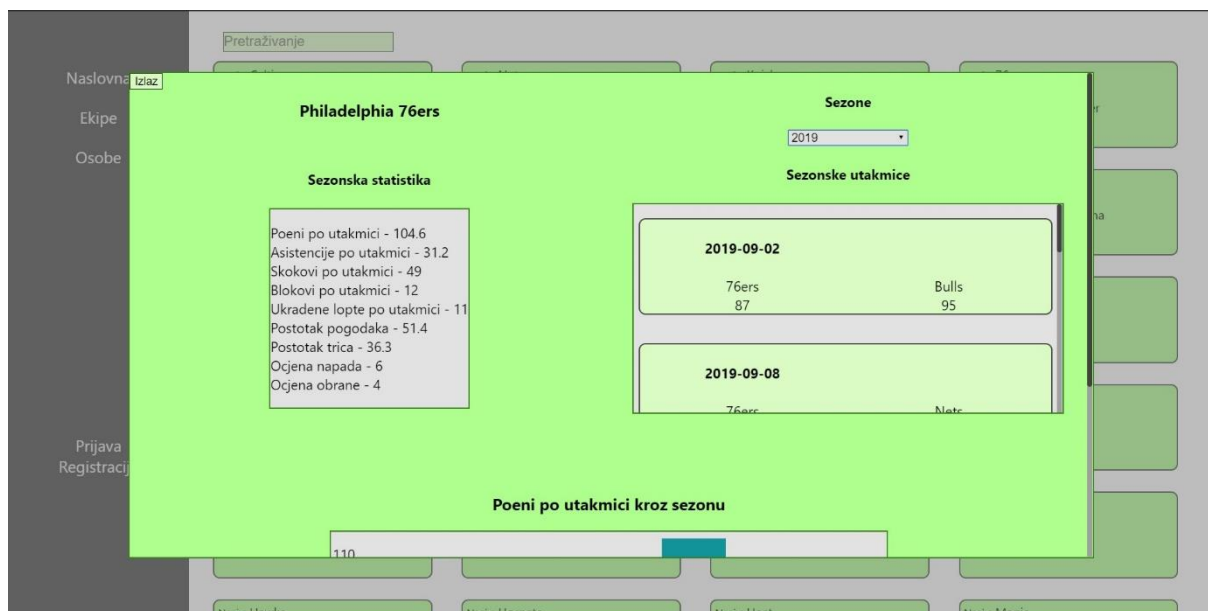 Pretraživanje
Naslovna
Ekipe
Osobe
Prijava
Izlaz
Philadelphia 76ers
Sezone
2019
Sezonska statistika
Sezonske utakmice
Poeni po utakmici - 104.6
Asistencije po utakmici - 31.2
Skokovi po utakmici - 49
Blokovi po utakmici - 12
Ukradene lopte po utakmici - 11
Postotak pogodaka - 51.4
Postotak trica - 36.3
Ocjena napada - 6
Ocjena obrane - 4
2019-09-02
76ers Bulls
87 95
2019-09-08
76ers Nets
Poeni po utakmici kroz sezonu
110